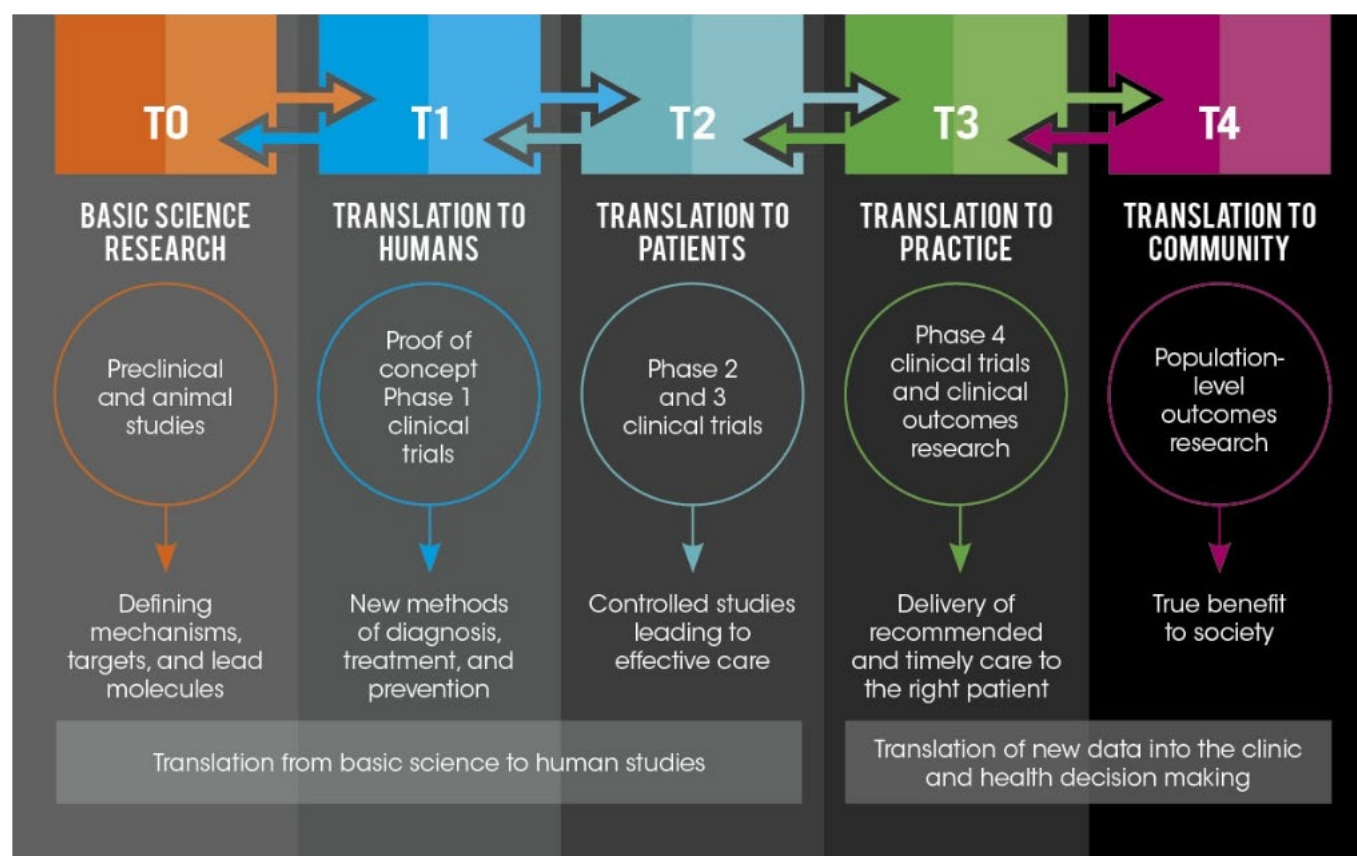 T0
T1
T2
T3
T4
BASIC SCIENCE
RESEARCH
TRANSLATION TO
HUMANS
TRANSLATION TO
PATIENTS
TRANSLATION TO
PRACTICE
TRANSLATION TO
COMMUNITY
Preclinical
and animal
studies
Proof of
concept
Phase 1
clinical
trials
Phase 2
and 3
clinical trials
Phase 4
clinical trials
and clinical
outcomes
research
Population-
level
outcomes
research
Defining
mechanisms,
targets, and lead
molecules
New methods
of diagnosis,
treatment, and
prevention
Controlled studies
leading to
effective care
Delivery of
recommended
and timely care to
the right patient
True benefit
to society
Translation from basic science to human studies
Translation of new data into the clinic
and health decision making